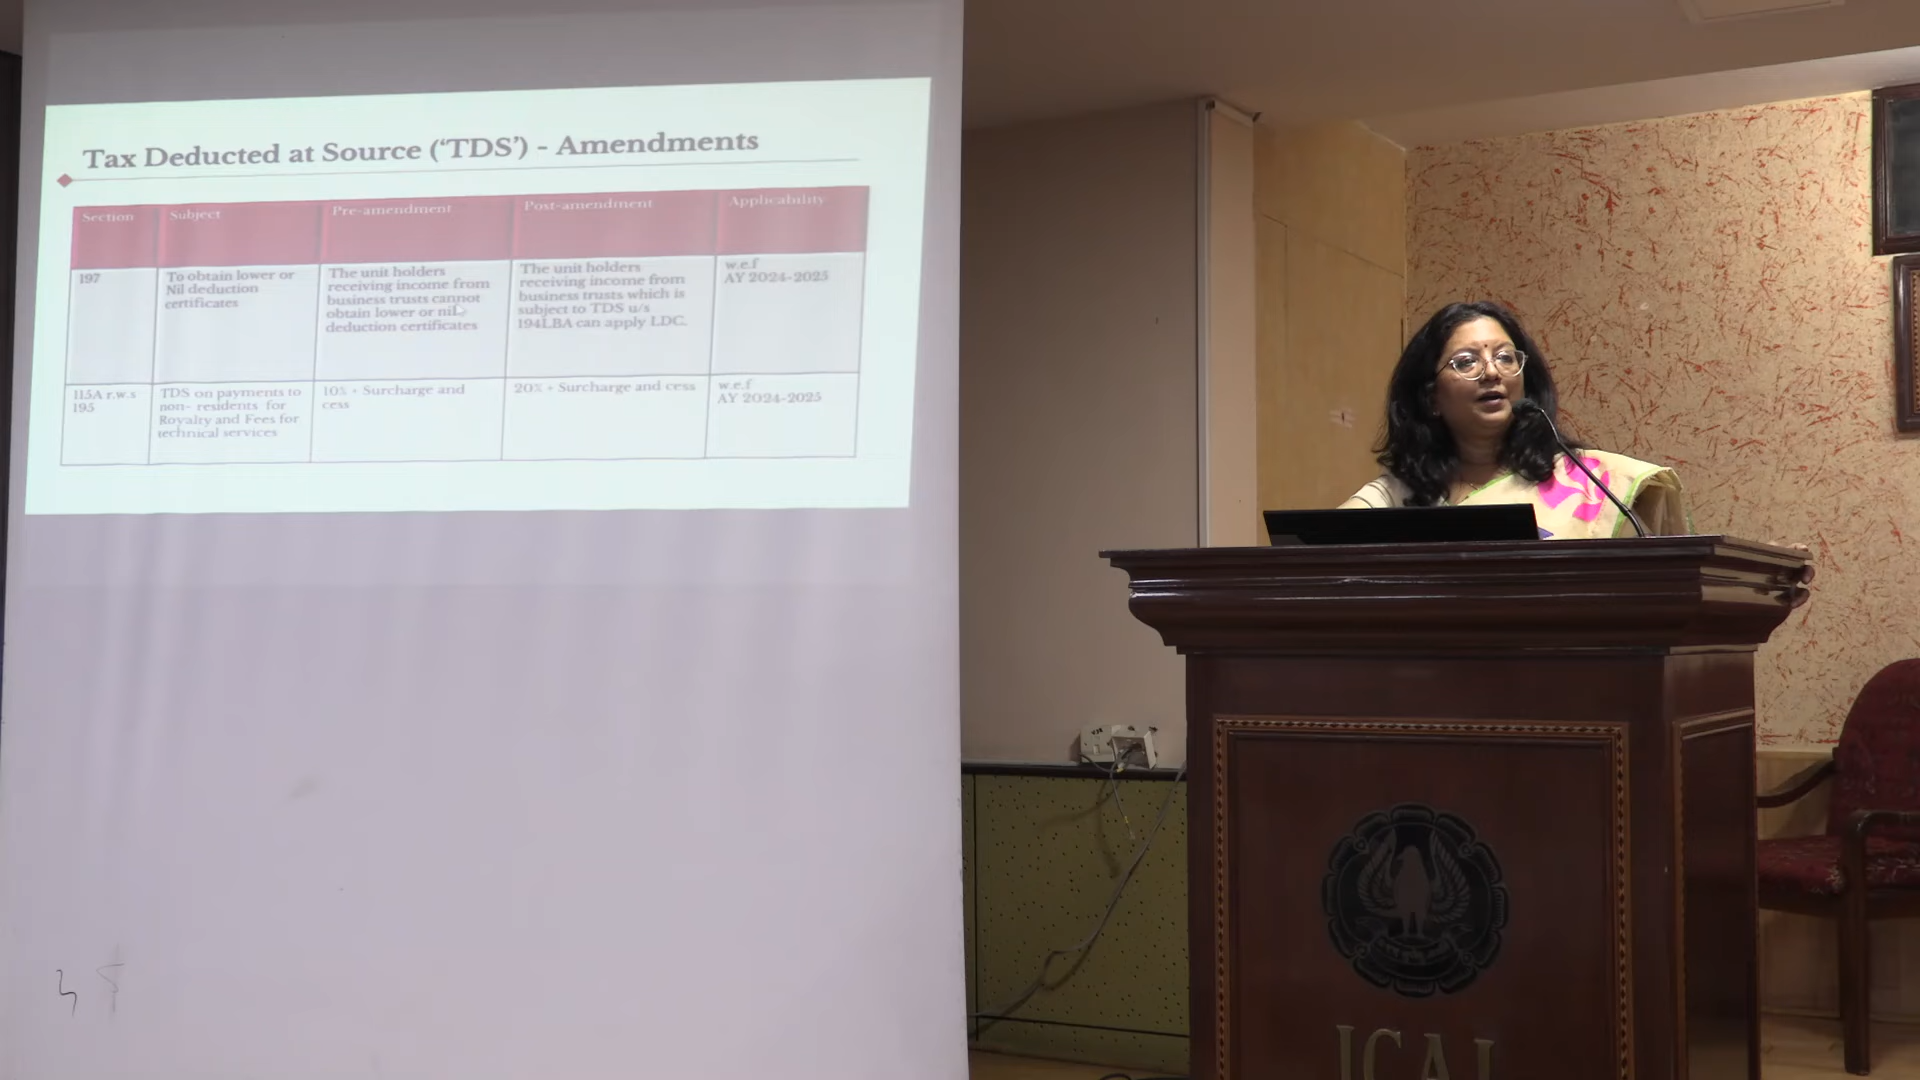 Tax Deducted at Source (‘TDS’) - Amendments
Section Subject Pre-amendment Post-amendment Applicability
197
To obtain lower or
Nil deduction
certificates
The unit holders
receiving income from
business trusts cannot
obtain lower or nil
deduction certificates
The unit holders
receiving income from
business trusts which is
subject to TDS u/s
194LBA can apply LDC.
w.e.f
AY 2024-2025
115A r.w.s
195
TDS on payments to
non- residents for
Royalty and Fees for
technical services
10% + Surcharge and
cess
20% + Surcharge and cess
w.e.f
AY 2024-2025
ICAI